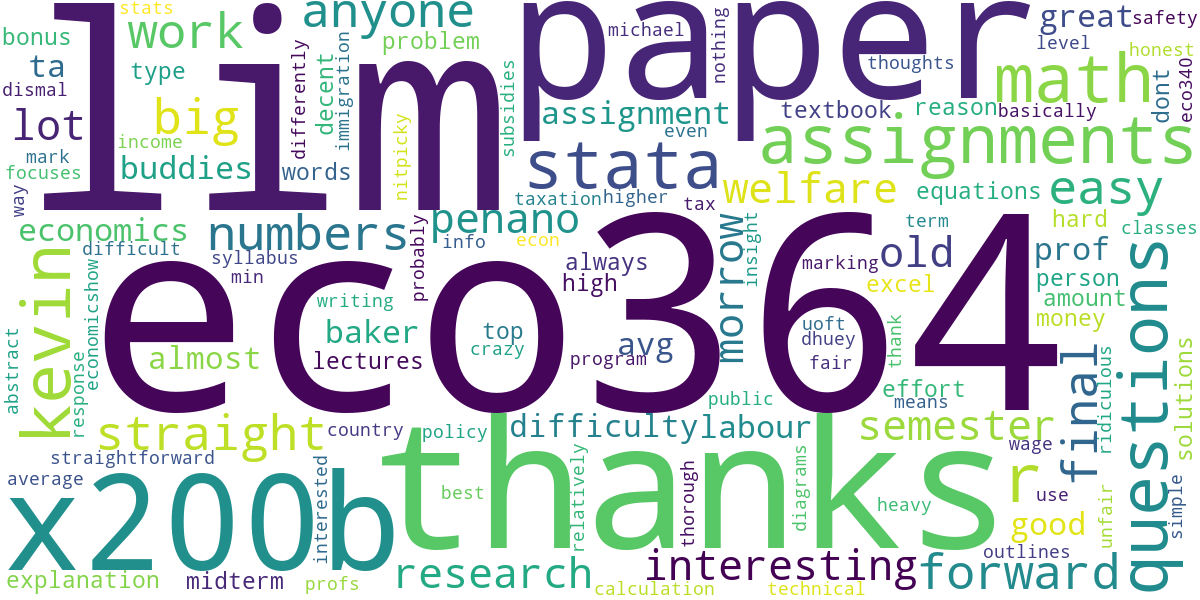 stats
lim
paper
anyone
work
bonus
ta
type
problem
michael
nothing
great
safety
level
honest
dismal
lot
big
differently
decent
immigration
subsidies
assignment
textbook
thoughts
reason
math
basically
dont
eco340
income
mark
focuses
buddies
words
nitpicky
stata
even
assignments
way
taxation
higher
tax
welfare
equations
easy
economics
numbers
penano
difficult
syllabus
min
probably
info
econ
always
high
morrow
insight
marking
old
term
prof
hard
classes
kevin
economicshow
writing
baker
eco364
top
crazy
avg
excel
person
amount
money
questions
abstract
response
almost
lectures
program
uoft
dhuey
fair
thank
effort
means
final
ridiculous
solutions
straight
country
policy
public
difficulty
labour
semester
wage
straightforward
average
x200b
interested
thanks
best
relatively
thorough
diagrams
heavy
r
use
good
unfair
simple
explanation
midterm
profs
research
interesting
calculation
technical
outlines
forward